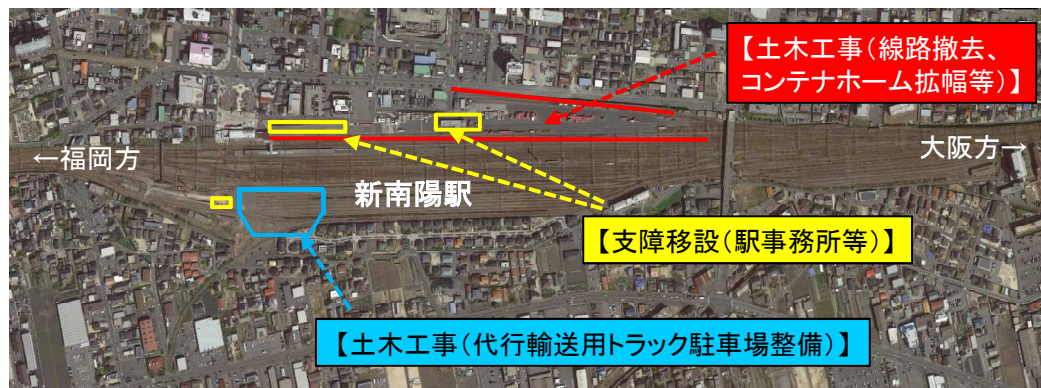 【土木工事(線路撤去、
コンテナホーム拡幅等)】
←福岡方
大阪方→
新南陽駅
【支障移設(駅事務所等)】
【土木工事(代行輸送用トラック駐車場整備)】